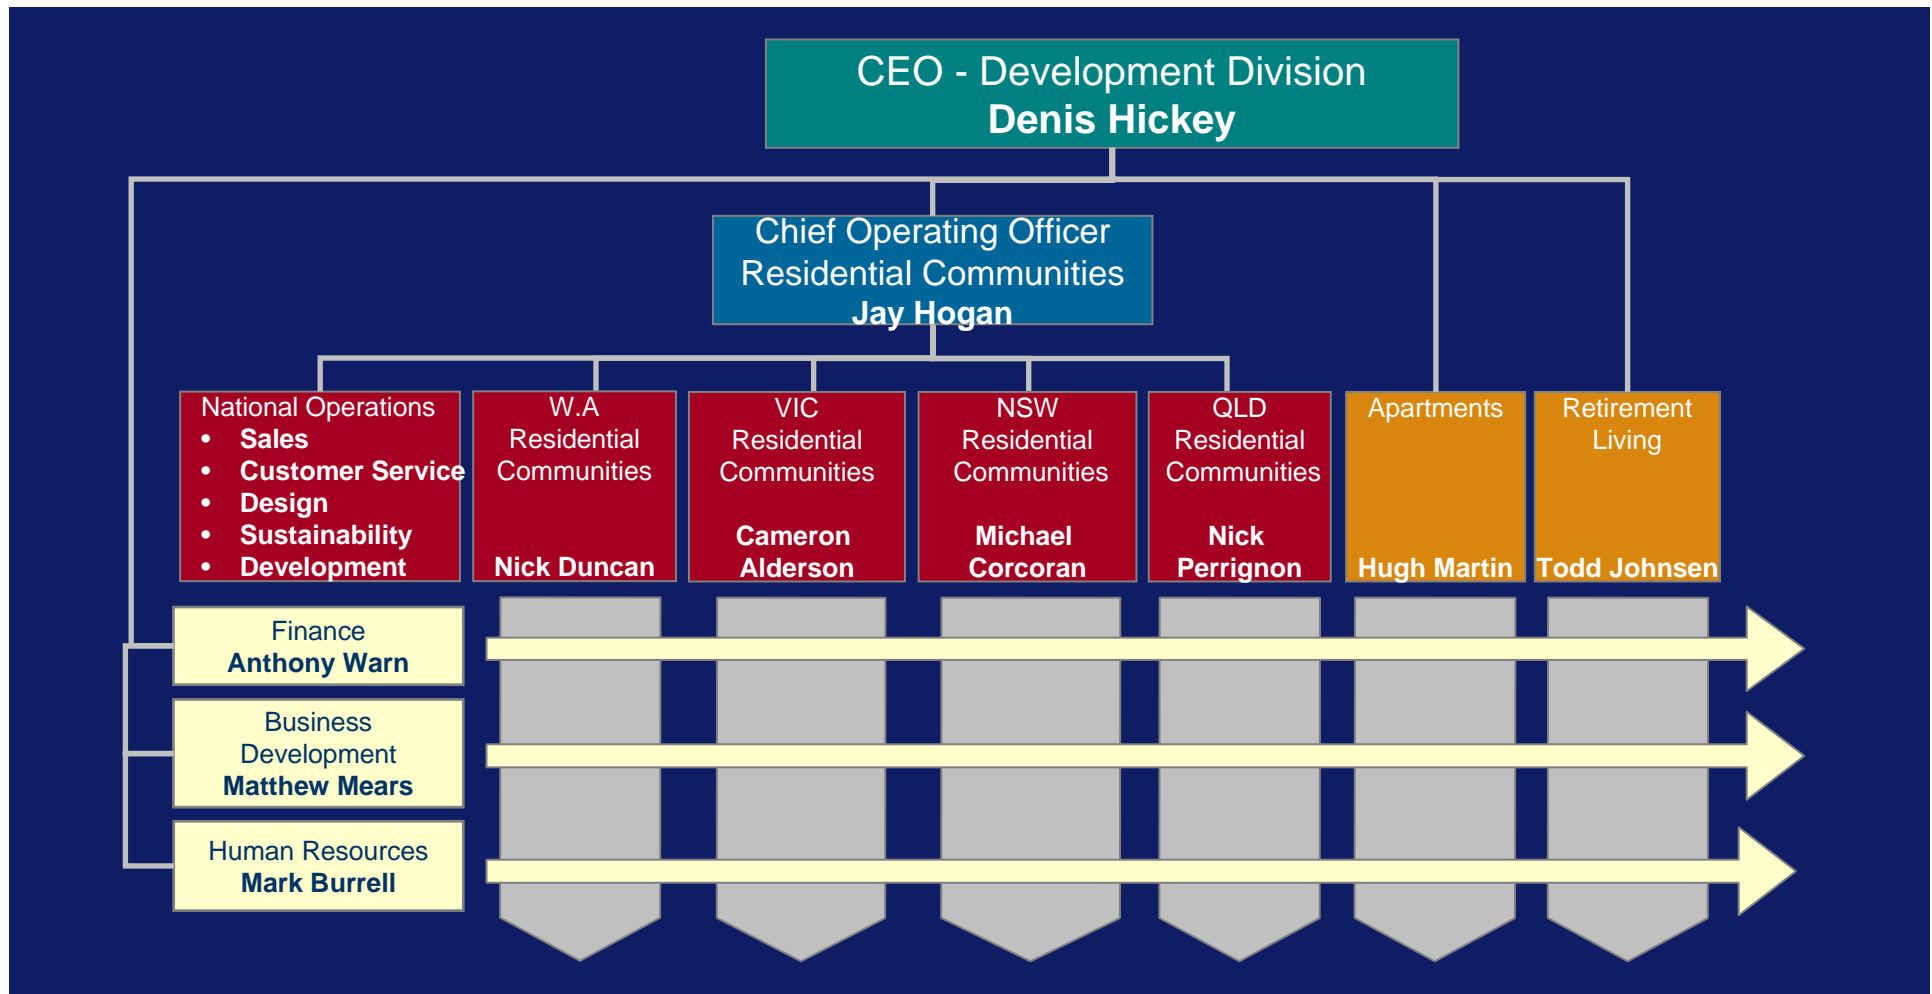 CEO - Development Division
Denis Hickey
Chief Operating Officer
Residential Communities
Jay Hogan
National Operations
• Sales
• Customer Service
• Design
• Sustainability
• Development
W.A
Residential
Communities
Nick Duncan
VIC
Residential
Communities
Cameron
Alderson
NSW
Residential
Communities
Michael
Corcoran
QLD
Residential
Communities
Nick
Perrignon
Apartments
Hugh Martin
Retirement
Living
Todd Johnsen
Finance
Anthony Warn
Business
Development
Matthew Mears
Human Resources
Mark Burrell